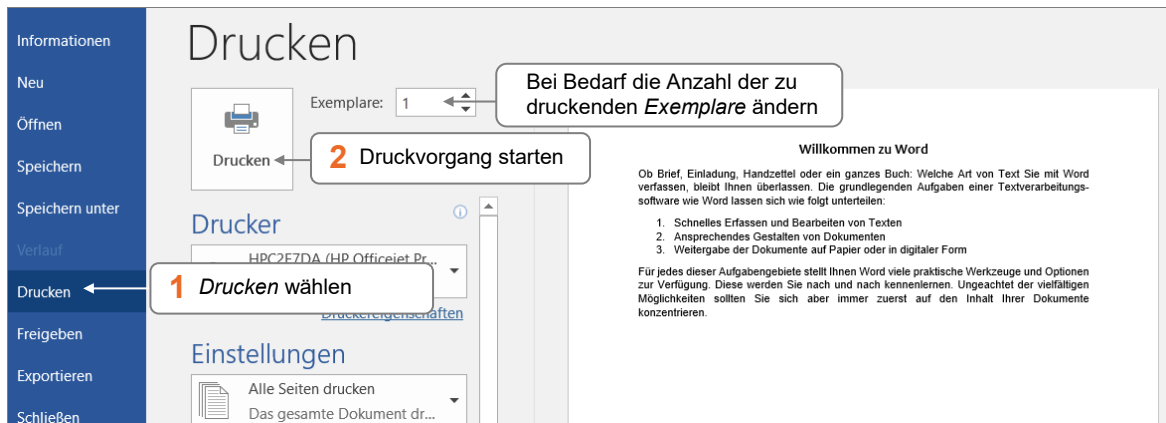 Informationen
Neu
Öffnen
Speichern
Speichern unter
Verlauf
Drucken
Freigeben
Exportieren
Schließen
Drucken
Exemplare: 1
Bei Bedarf die Anzahl der zu
druckenden Exemplare ändern
Drucken
2 Druckvorgang starten
Drucker
HPC2F7DA (HP Officejet Pr...
1 Drucken wählen
Druckereigenschaften
Einstellungen
Alle Seiten drucken
Das gesamte Dokument dr...
Willkommen zu Word
Ob Brief, Einladung, Handzettel oder ein ganzes Buch: Welche Art von Text Sie mit Word
verfassen, bleibt Ihnen überlassen. Die grundlegenden Aufgaben einer Textverarbeitungs-
software wie Word lassen sich wie folgt unterteilen:
1. Schnelles Erfassen und Bearbeiten von Texten
2. Ansprechendes Gestalten von Dokumenten
3. Weitergabe der Dokumente auf Papier oder in digitaler Form
Für jedes dieser Aufgabengebiete stellt Ihnen Word viele praktische Werkzeuge und Optionen
zur Verfügung. Diese werden Sie nach und nach kennenlernen. Ungeachtet der vielfältigen
Möglichkeiten sollten Sie sich aber immer zuerst auf den Inhalt Ihrer Dokumente
konzentrieren.